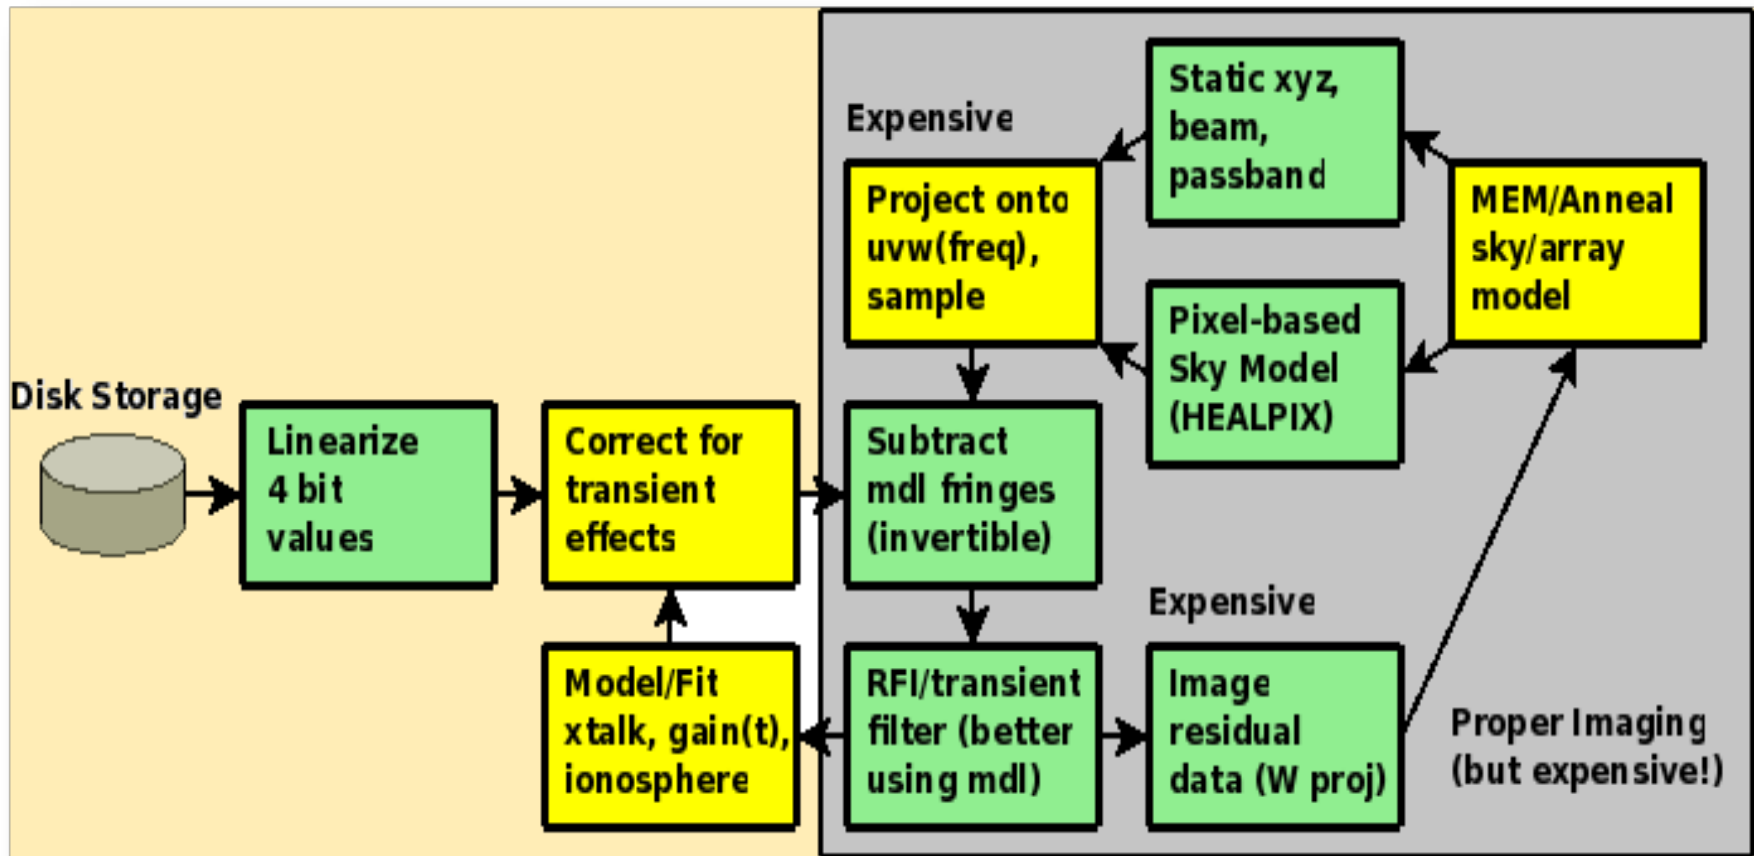 Disk Storage
Linearize
4 bit
values
Correct for
transient
effects
Model/Fit
xtalk, gain(t),
ionosphere
Expensive
Project onto
uvw(freq),
sample
Subtract
mdl fringes
(invertible)
RFI/transient
filter (better
using mdl)
Static xyz,
beam,
passband
Pixel-based
Sky Model
(HEALPIX)
MEM/Anneal
sky/array
model
Expensive
Image
residual
data (W proj)
Proper Imaging
(but expensive!)